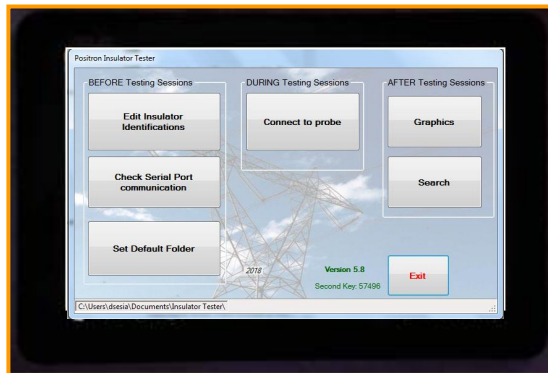 Positron Insulator Tester
BEFORE Testing Sessions
Edit Insulator
Identifications
Check Serial Port
communication
Set Default Folder
DURING Testing Sessions
Connect to probe
AFTER Testing Sessions
Graphics
Search
2018
Version 5.8
Second Key: 57496
Exit
C:\Users\dsesia\Documents\Insulator Tester\